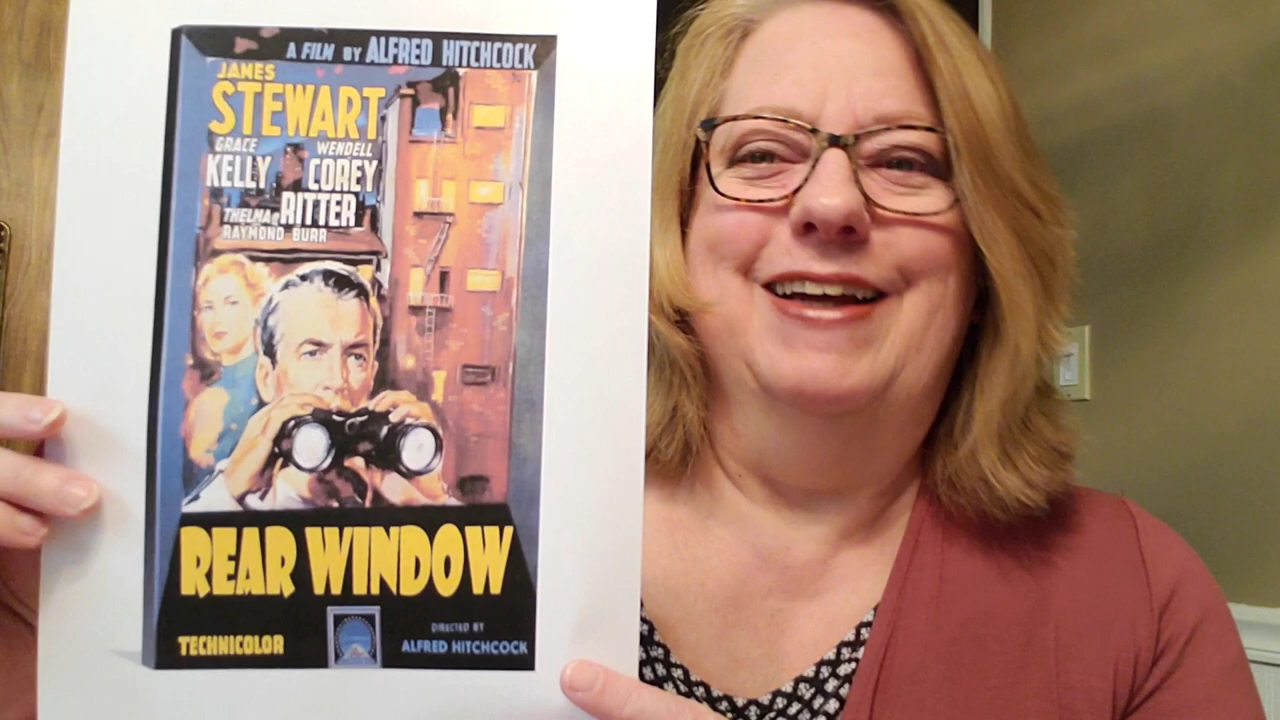 A FILM BY ALFRED HITCHCOCK
JANES
STEWART
GRACE WENDELL
KELLY COREY
THELMA RITTER
RAYMOND BURR
REAR WINDOW
TECHNICOLOR
DIRECTED BY
ALFRED HITCHCOCK